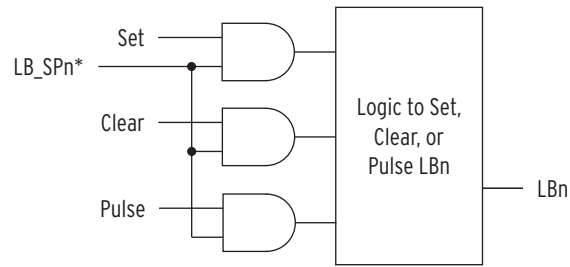 Set
LB_SPn*
Clear
Pulse
Logic to Set,
Clear, or
Pulse LBn
LBn